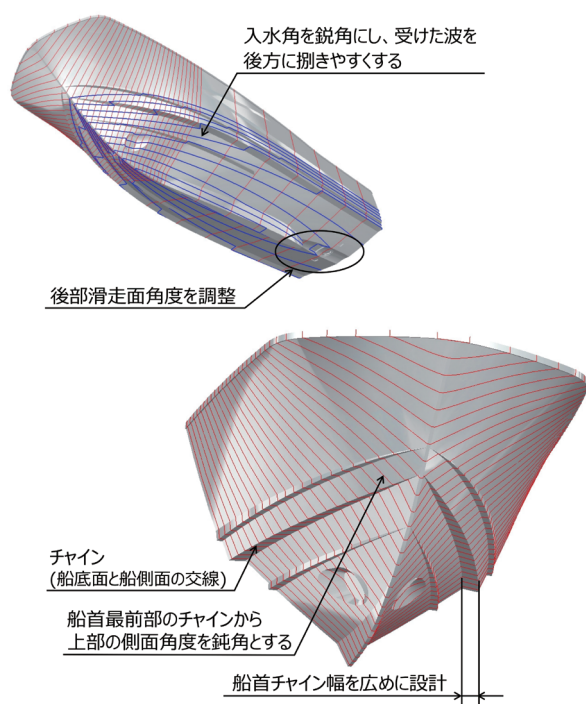 入水角を鋭角にし、受けた波を
後方に捌きやすくする
後部滑走面角度を調整
チャイン
(船底面と船側面の交線)
船首最前部のチャインから
上部の側面角度を鈍角とする
船首チャイン幅を広めに設計